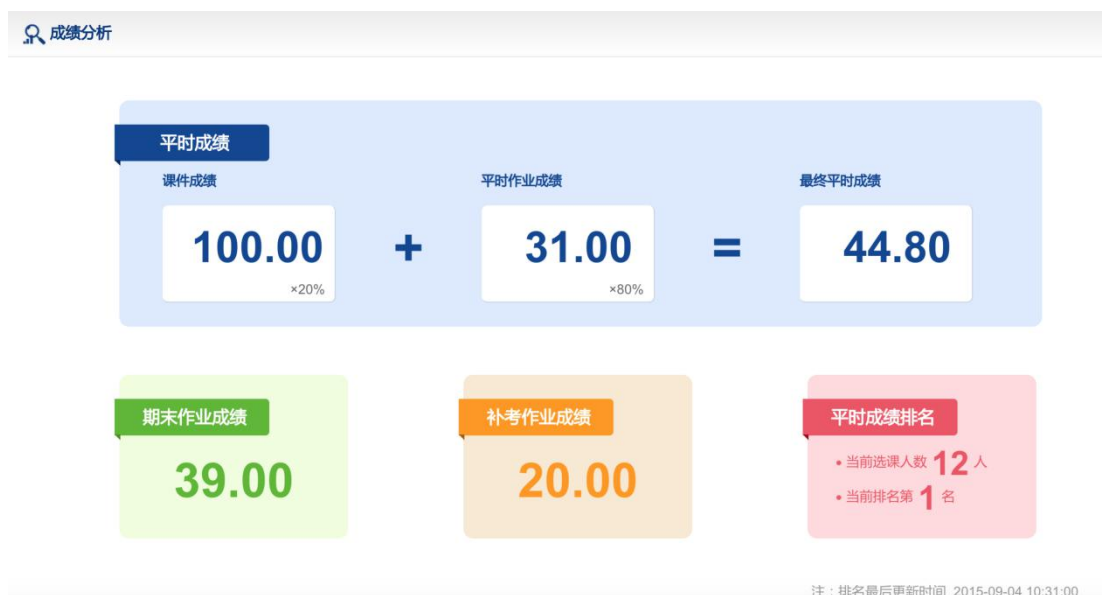 成绩分析
平时成绩
课件成绩 平时作业成绩 最终平时成绩
100.00 + 31.00 = 44.80
×20% ×80%
期末作业成绩 补考作业成绩 平时成绩排名
39.00 20.00
• 当前选课人数 12 人
• 当前排名第 1 名
注：排名最后更新时间 2015-09-04 10:31:00